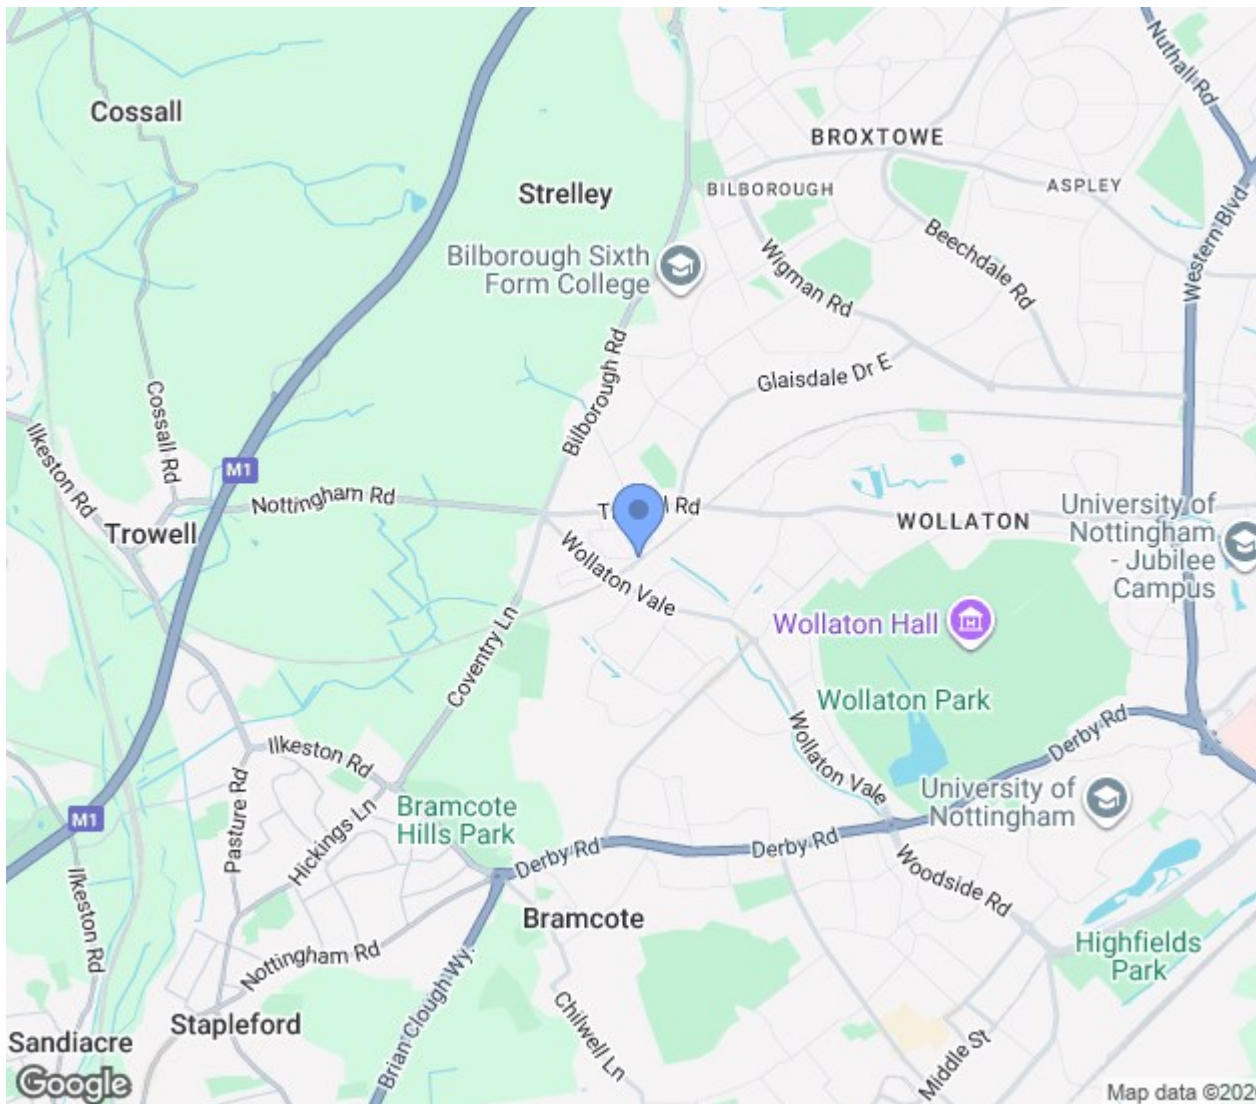 Cossall
Nuthall Rd
BROXTOWE
Strelley
BILBOROUGH
ASPLEY
Bilborough Sixth
Form College
Wigman Rd
Beechdale Rd
Western Blvd
Bilborough Rd
Glaisdale Dr E
Cossall Rd
Ilkeston Rd
M1
Nottingham Rd
Rd
Trowell
WOLLATON
University of
Nottingham
- Jubilee
Campus
Wollaton Vale
Wollaton Hall
Coventry Ln
Wollaton Park
Derby Rd
Ilkeston Rd
Wollaton Vale
Pasture Rd
Hickings Ln
Bramcote
Hills Park
University of
Nottingham
M1
Derby Rd
Derby Rd
Woodside Rd
Ilkeston Rd
Bramcote
Nottingham Rd
Highfields
Park
Brian Clough Wy.
Stapleford
Chilwell Ln
Sandiacre
Middle St
Google
Map data ©202